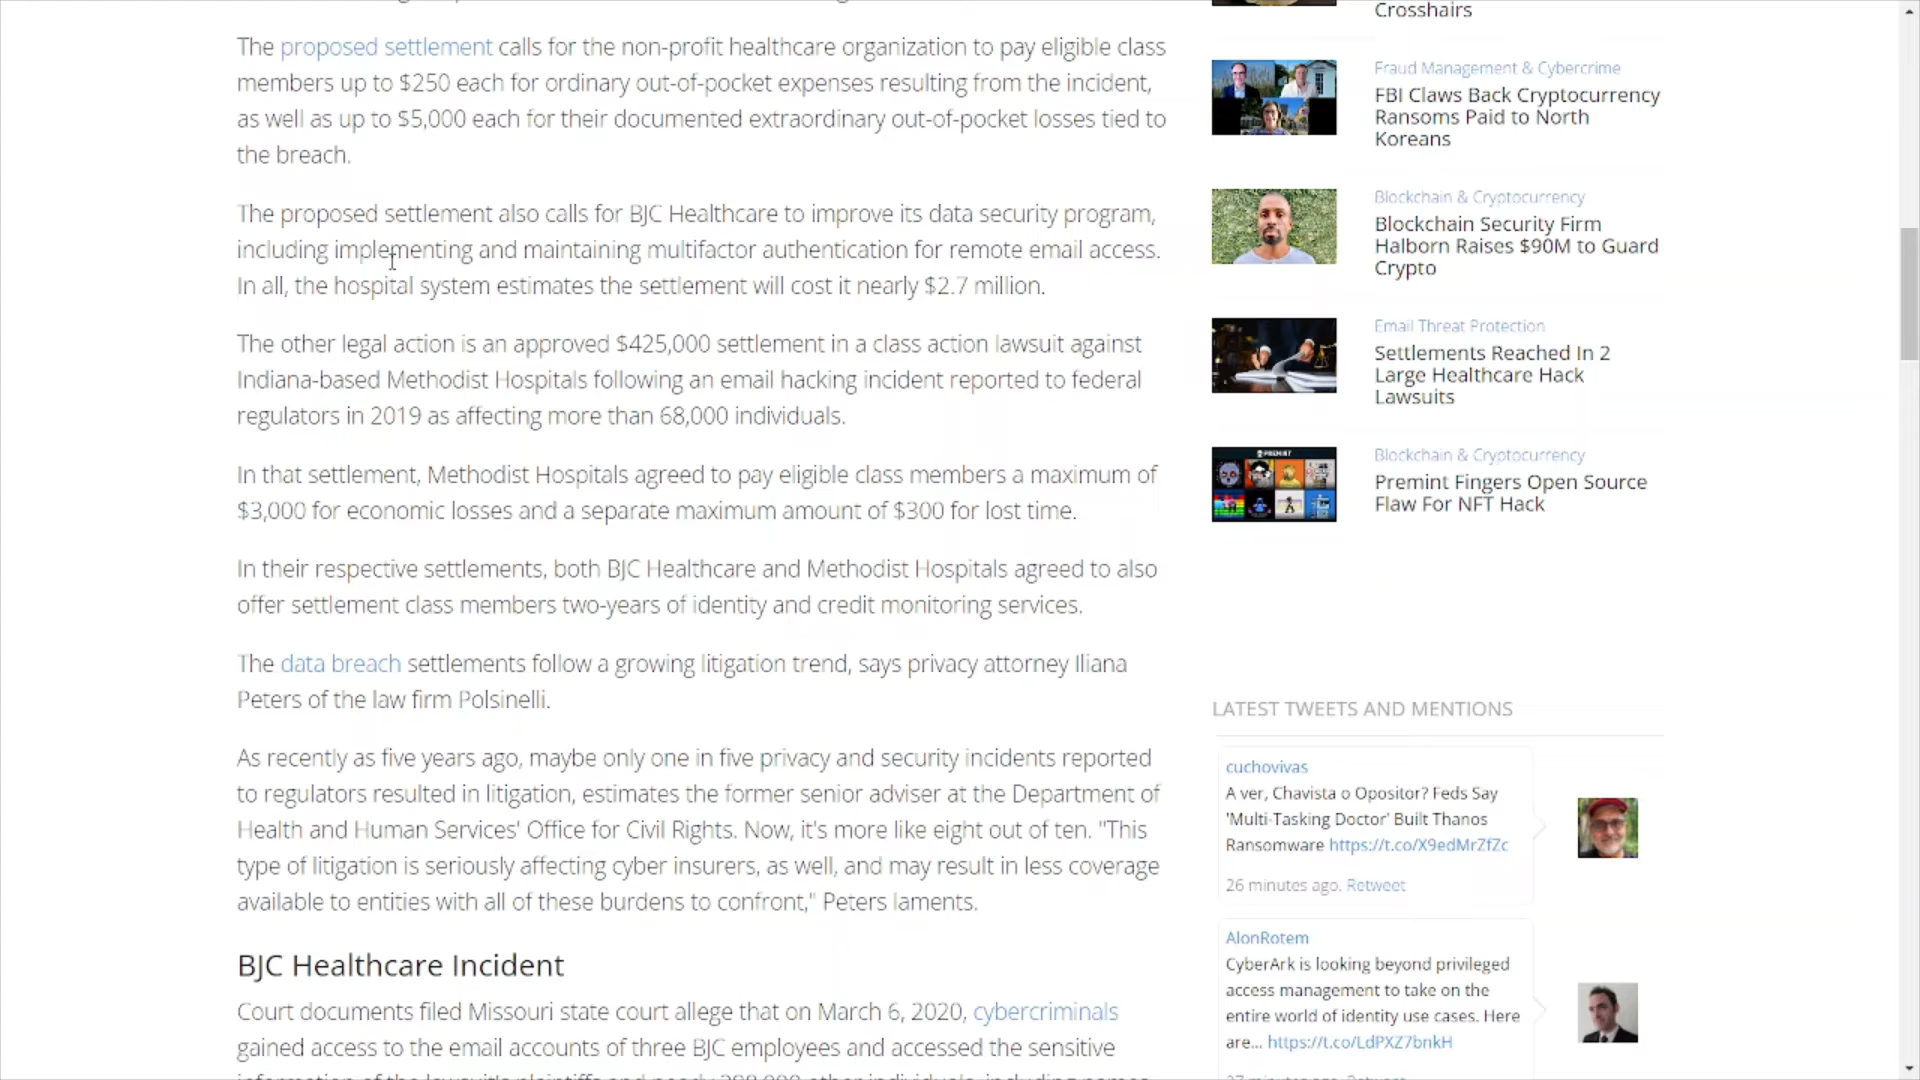 The proposed settlement calls for the non-profit healthcare organization to pay eligible class
members up to $250 each for ordinary out-of-pocket expenses resulting from the incident,
as well as up to $5,000 each for their documented extraordinary out-of-pocket losses tied to
the breach.
The proposed settlement also calls for BJC Healthcare to improve its data security program,
including implementing and maintaining multifactor authentication for remote email access.
In all, the hospital system estimates the settlement will cost it nearly $2.7 million.
The other legal action is an approved $425,000 settlement in a class action lawsuit against
Indiana-based Methodist Hospitals following an email hacking incident reported to federal
regulators in 2019 as affecting more than 68,000 individuals.
In that settlement, Methodist Hospitals agreed to pay eligible class members a maximum of
$3,000 for economic losses and a separate maximum amount of $300 for lost time.
In their respective settlements, both BJC Healthcare and Methodist Hospitals agreed to also
offer settlement class members two-years of identity and credit monitoring services.
The data breach settlements follow a growing litigation trend, says privacy attorney Iliana
Peters of the law firm Polsinelli.
As recently as five years ago, maybe only one in five privacy and security incidents reported
to regulators resulted in litigation, estimates the former senior adviser at the Department of
Health and Human Services' Office for Civil Rights. Now, it's more like eight out of ten. "This
type of litigation is seriously affecting cyber insurers, as well, and may result in less coverage
available to entities with all of these burdens to confront," Peters laments.
BJC Healthcare Incident
Court documents filed Missouri state court allege that on March 6, 2020, cybercriminals
gained access to the email accounts of three BJC employees and accessed the sensitive
Crosshairs
Fraud Management & Cybercrime
FBI Claws Back Cryptocurrency
Ransoms Paid to North
Koreans
Blockchain & Cryptocurrency
Blockchain Security Firm
Halborn Raises $90M to Guard
Crypto
Email Threat Protection
Settlements Reached In 2
Large Healthcare Hack
Lawsuits
PREMINT
Blockchain & Cryptocurrency
Premint Fingers Open Source
Flaw For NFT Hack
LATEST TWEETS AND MENTIONS
cuchovivas
A ver, Chavista o Opositor? Feds Say
'Multi-Tasking Doctor' Built Thanos
Ransomware https://t.co/X9edMrZfZc
26 minutes ago. Retweet
AlonRotem
CyberArk is looking beyond privileged
access management to take on the
entire world of identity use cases. Here
are... https://t.co/LdPXZ7bnkH